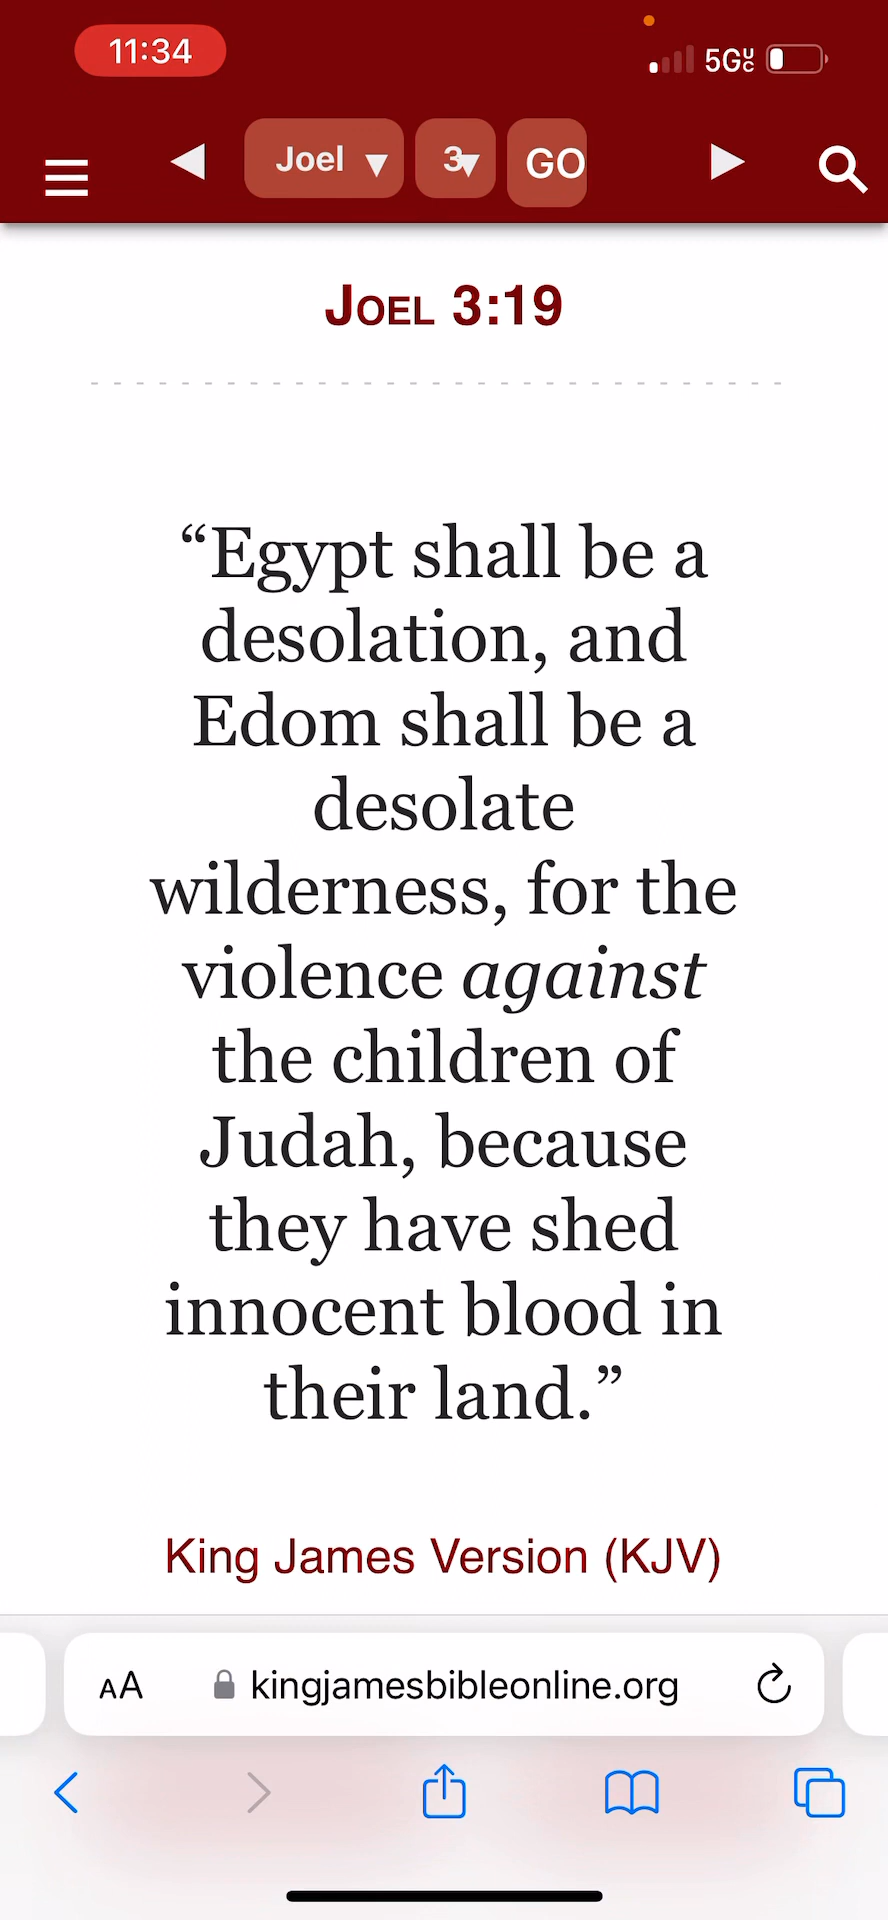 11:34
5GUC
Joel ▼ 3▼ GO
JOEL 3:19
“Egypt shall be a
desolation, and
Edom shall be a
desolate
wilderness, for the
violence against
the children of
Judah, because
they have shed
innocent blood in
their land.”
King James Version (KJV)
AA kingjamesbibleonline.org